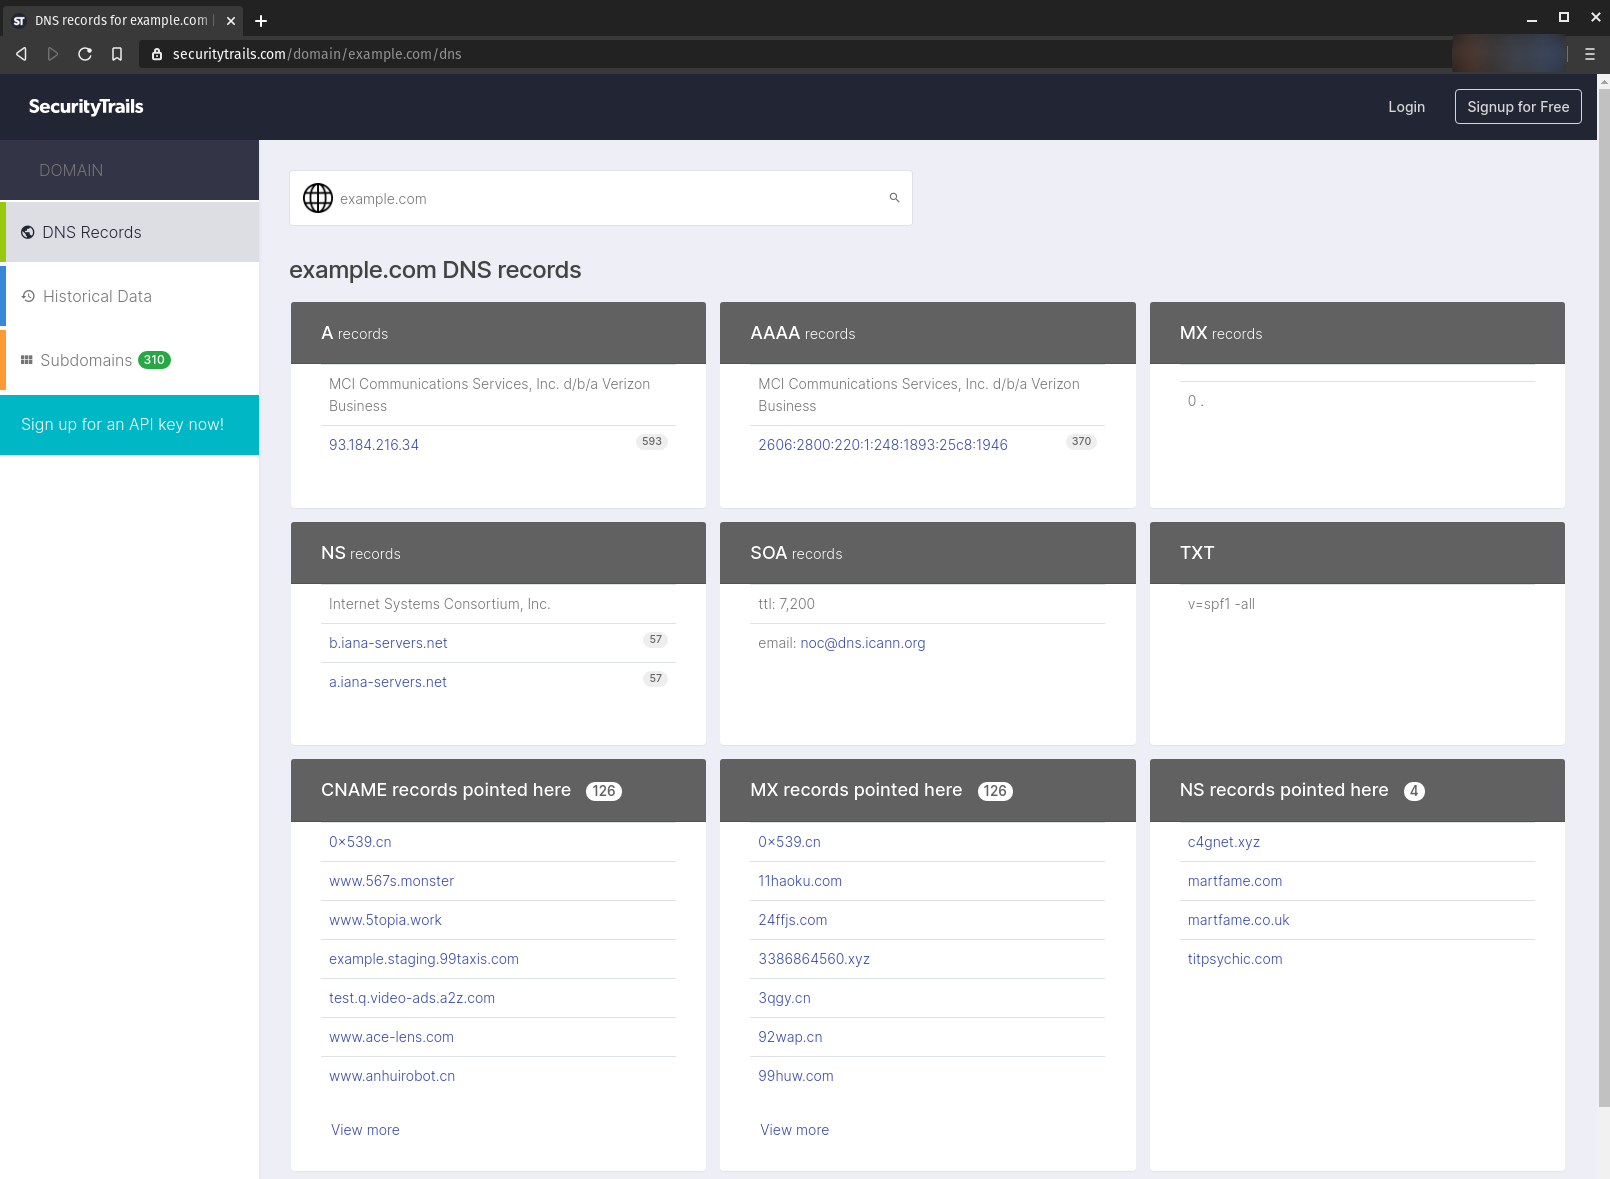 DNS records for example.com |
securitytrails.com/domain/example.com/dns
SecurityTrails
Login
Signup for Free
DOMAIN
DNS Records
Historical Data
Subdomains 310
Sign up for an API key now!
example.com
example.com DNS records
A records
MCI Communications Services, Inc. d/b/a Verizon
Business
93.184.216.34
593
AAAA records
MCI Communications Services, Inc. d/b/a Verizon
Business
2606:2800:220:1:248:1893:25c8:1946
370
MX records
0 .
NS records
Internet Systems Consortium, Inc.
b.iana-servers.net
57
a.iana-servers.net
57
SOA records
ttl: 7,200
email: noc@dns.icann.org
TXT
v=spf1 -all
CNAME records pointed here 126
0×539.cn
www.567s.monster
www.5topia.work
example.staging.99taxis.com
test.q.video-ads.a2z.com
www.ace-lens.com
www.anhuirobot.cn
View more
MX records pointed here 126
0×539.cn
11haoku.com
24ffjs.com
3386864560.xyz
3qgy.cn
92wap.cn
99huw.com
View more
NS records pointed here 4
c4gnet.xyz
martfame.com
martfame.co.uk
titpsychic.com